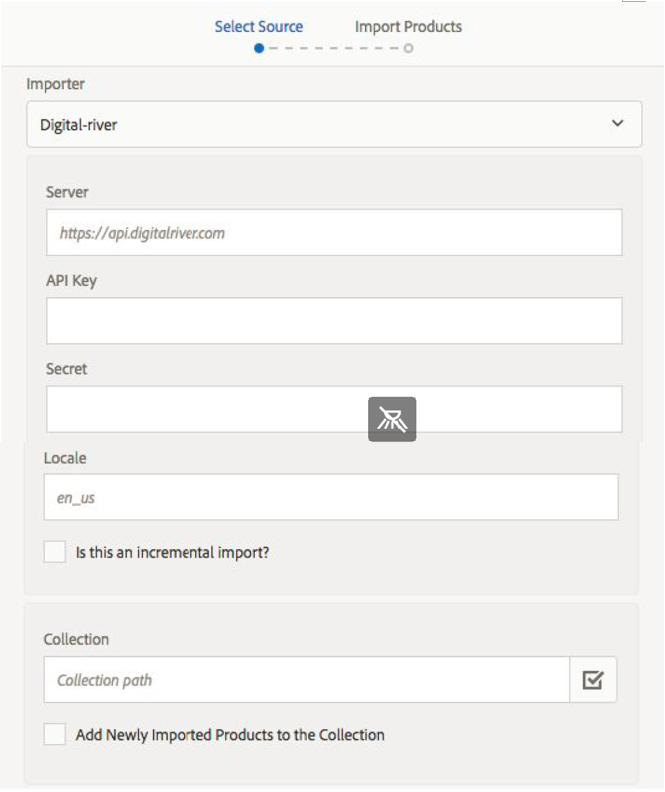 Select Source
Import Products
Importer
Digital-river
Server
https://api.digitalriver.com
API Key
Secret
Locale
en_us
Is this an incremental import?
Collection
Collection path
Add Newly Imported Products to the Collection